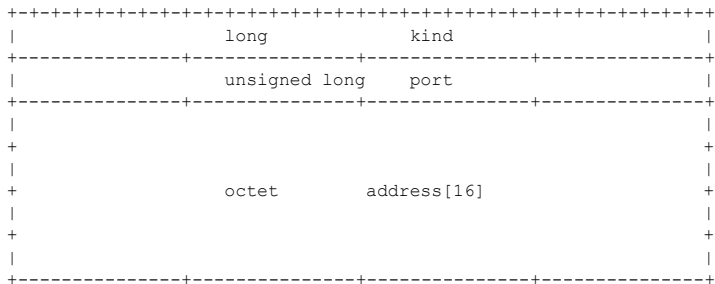 long kind
unsigned long port
octet address[16]